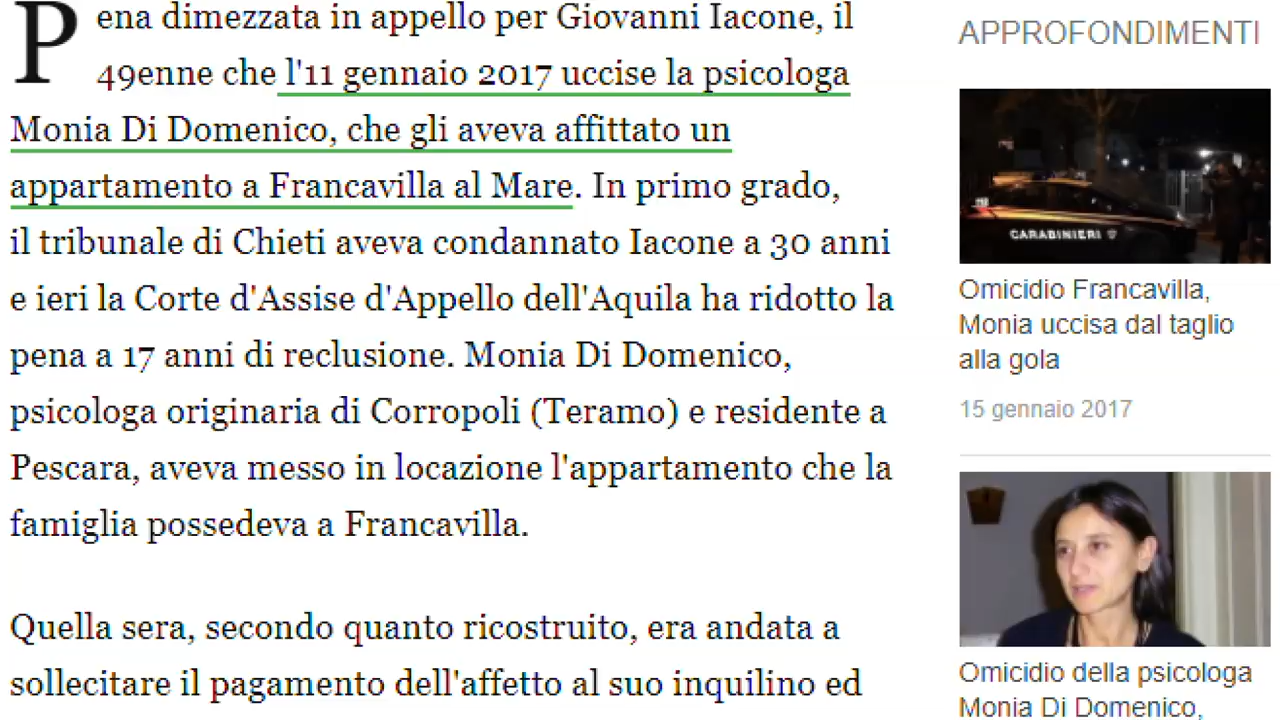 Pena dimezzata in appello per Giovanni Iacone, il
49enne che l'11 gennaio 2017 uccise la psicologa
Monia Di Domenico, che gli aveva affittato un
appartamento a Francavilla al Mare. In primo grado,
il tribunale di Chieti aveva condannato Iacone a 30 anni
e ieri la Corte d'Assise d'Appello dell'Aquila ha ridotto la
pena a 17 anni di reclusione. Monia Di Domenico,
psicologa originaria di Corropoli (Teramo) e residente a
Pescara, aveva messo in locazione l'appartamento che la
famiglia possedeva a Francavilla.
Quella sera, secondo quanto ricostruito, era andata a
sollecitare il pagamento dell'affetto al suo inquilino ed
APPROFONDIMENTI
CARABINIERI
Omicidio Francavilla,
Monia uccisa dal taglio
alla gola
15 gennaio 2017
Omicidio della psicologa
Monia Di Domenico,